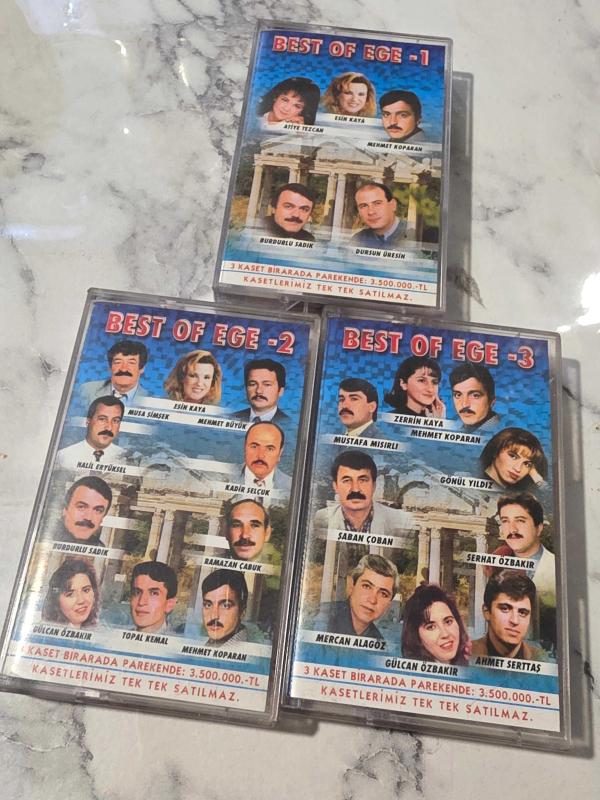 BEST OF EGE -1
ESİN KAYA
ATİYE TEZCAN
MEHMET KOPARAN
BURDURLU SADIK
DURSUN ÜRESİN
3 KASET BİRARADA PAREKENDE: 3.500.000.-TL
KASETLERİMİZ TEK TEK SATILMAZ.
BEST OF EGE -2
ESİN KAYA
MUSA ŞİMŞEK
MEHMET BÜYÜK
HALİL ERYÜKSEL
KADİR SELÇUK
BURDURLU SADIK
RAMAZAN ÇABUK
GÜLCAN ÖZBAKIR
TOPAL KEMAL
MEHMET KOPARAN
3 KASET BİRARADA PAREKENDE: 3.500.000.-TL
KASETLERİMİZ TEK TEK SATILMAZ.
BEST OF EGE -3
ZERRİN KAYA
MEHMET KOPARAN
MUSTAFA MISIRLI
GÖNÜL YILDIZ
ŞABAN ÇOBAN
SERHAT ÖZBAKIR
MERCAN ALAGÖZ
GÜLCAN ÖZBAKIR
AHMET SERTTAŞ
3 KASET BİRARADA PAREKENDE: 3.500.000.-TL
KASETLERİMİZ TEK TEK SATILMAZ.